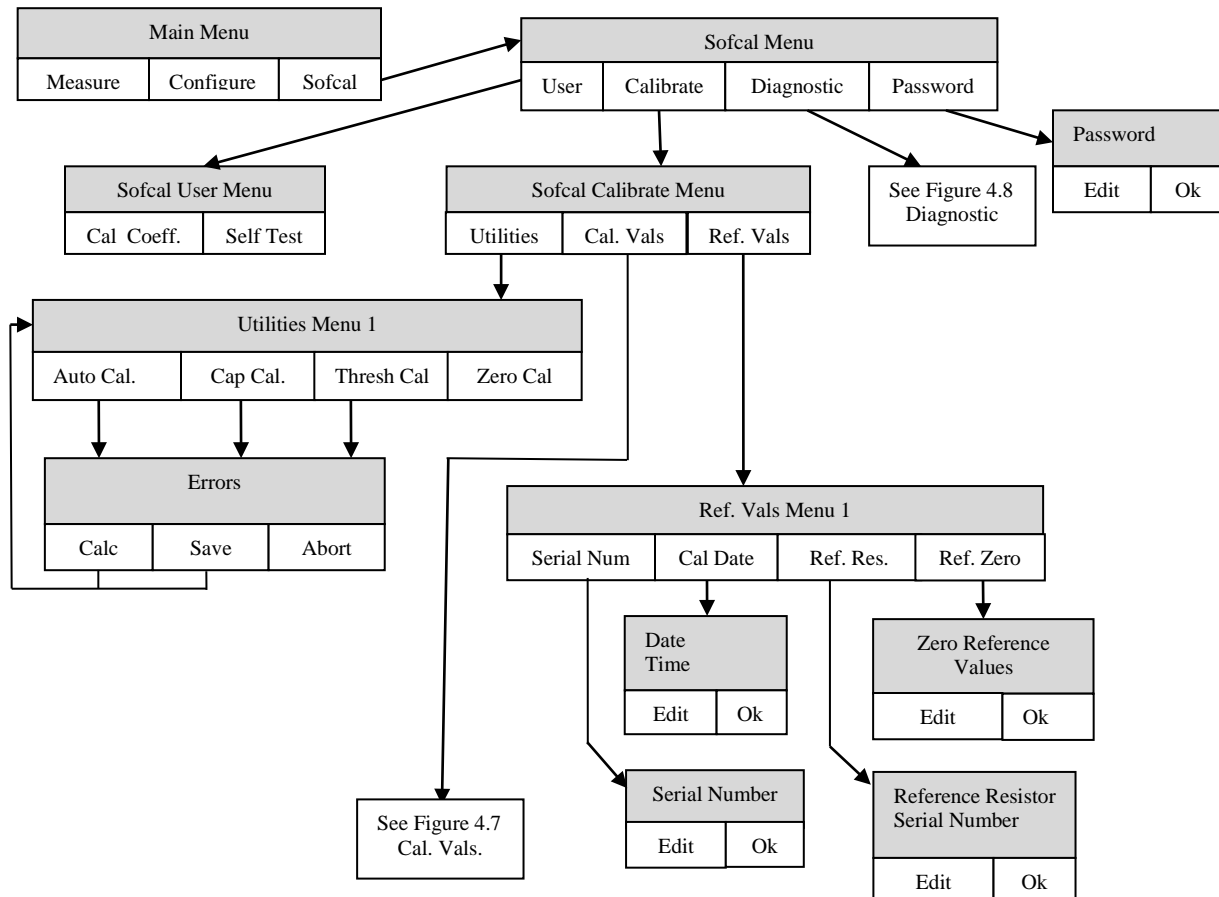 Main Menu
Measure Configure Sofcal
Sofcal Menu
User Calibrate Diagnostic Password
Password
Edit Ok
Sofcal User Menu
Cal Coeff. Self Test
Sofcal Calibrate Menu
Utilities Cal. Vals Ref. Vals
See Figure 4.8
Diagnostic
Utilities Menu 1
Auto Cal. Cap Cal. Thresh Cal Zero Cal
Errors
Calc Save Abort
Ref. Vals Menu 1
Serial Num Cal Date Ref. Res. Ref. Zero
Date
Time
Edit Ok
Zero Reference
Values
Edit Ok
See Figure 4.7
Cal. Vals.
Serial Number
Edit Ok
Reference Resistor
Serial Number
Edit Ok